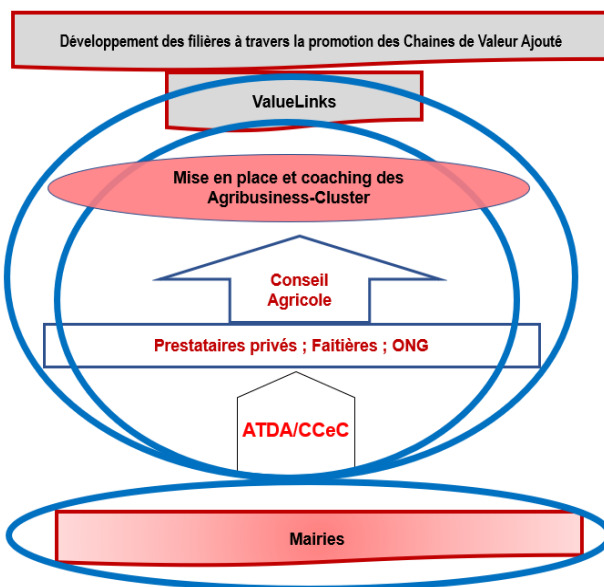 Développement des filières à travers la promotion des Chaines de Valeur Ajouté
ValueLinks
Mise en place et coaching des
Agribusiness-Cluster
Conseil
Agricole
Prestataires privés ; Faitières ; ONG
ATDA/CCeC
Mairies